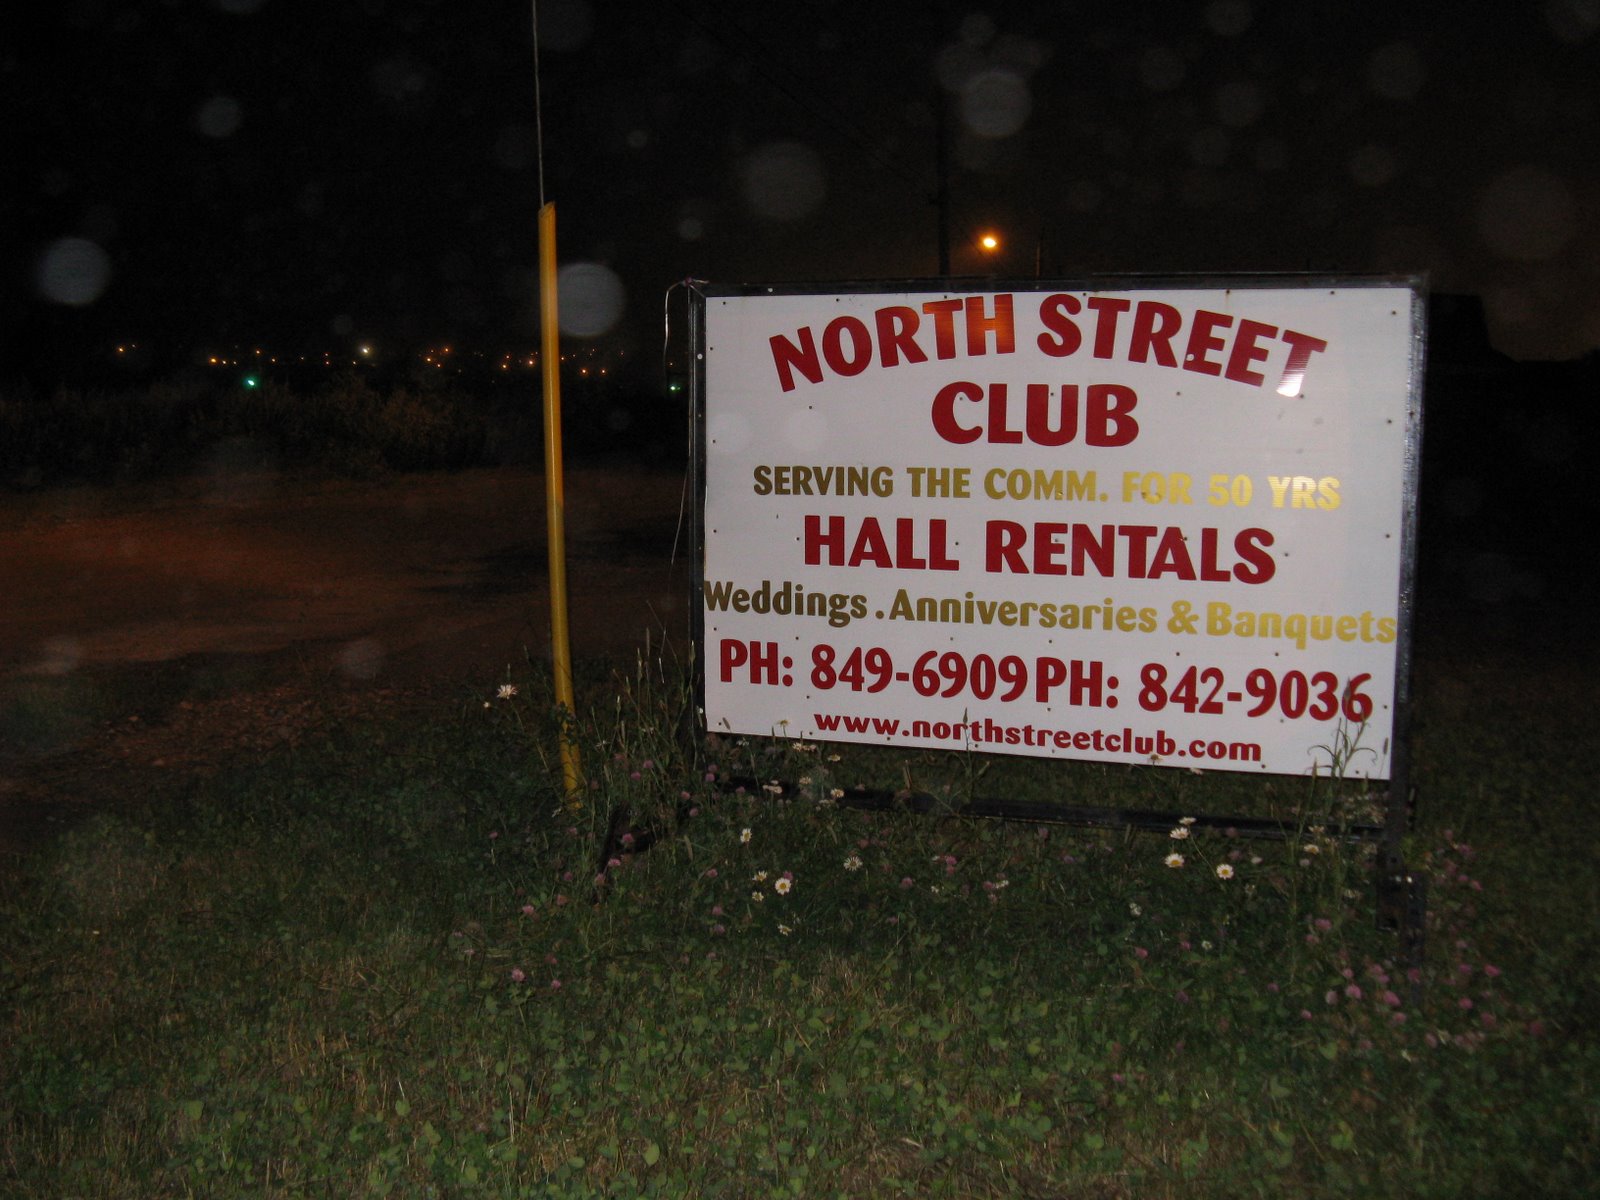 NORTH STREET
CLUB
SERVING THE COMM. FOR 50 YRS
HALL RENTALS
Weddings . Anniversaries & Banquets
PH: 849-6909 PH: 842-9036
www.northstreetclub.com